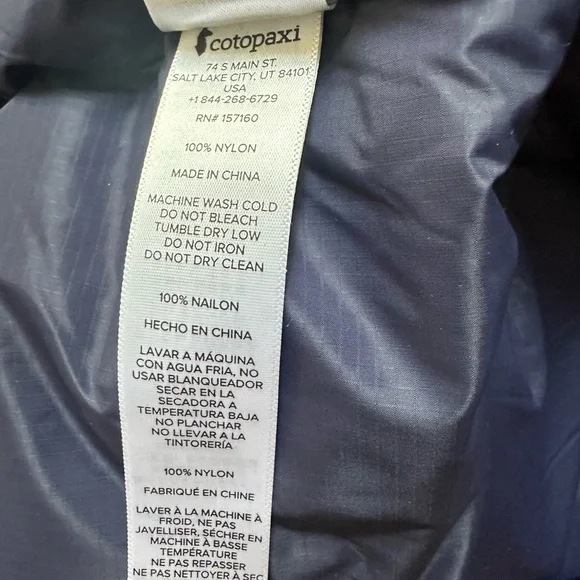 cotopaxi
74 S MAIN ST.
SALT LAKE CITY, UT 84101
USA
+1 844-268-6729
RN# 157160
100% NYLON
MADE IN CHINA
MACHINE WASH COLD
DO NOT BLEACH
TUMBLE DRY LOW
DO NOT IRON
DO NOT DRY CLEAN
100% NAILON
HECHO EN CHINA
LAVAR A MÁQUINA
CON AGUA FRIA, NO
USAR BLANQUEADOR
SECAR EN LA
SECADORA A
TEMPERATURA BAJA
NO PLANCHAR
NO LLEVAR A LA
TINTORERÍA
100% NYLON
FABRIQUÉ EN CHINE
LAVER À LA MACHINE À
FROID, NE PAS
JAVELLISER, SÉCHER EN
MACHINE À BASSE
TEMPÉRATURE
NE PAS REPASSER
NE PAS NETTOYER À SEC